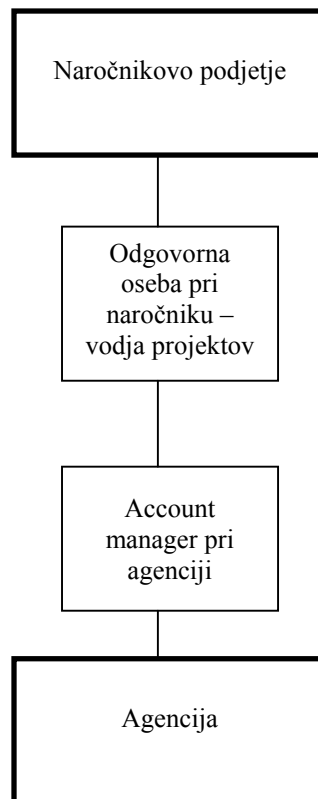 Naročnikovo podjetje
Odgovorna
oseba pri
naročniku –
vodja projektov
Account
manager pri
agenciji
Agencija